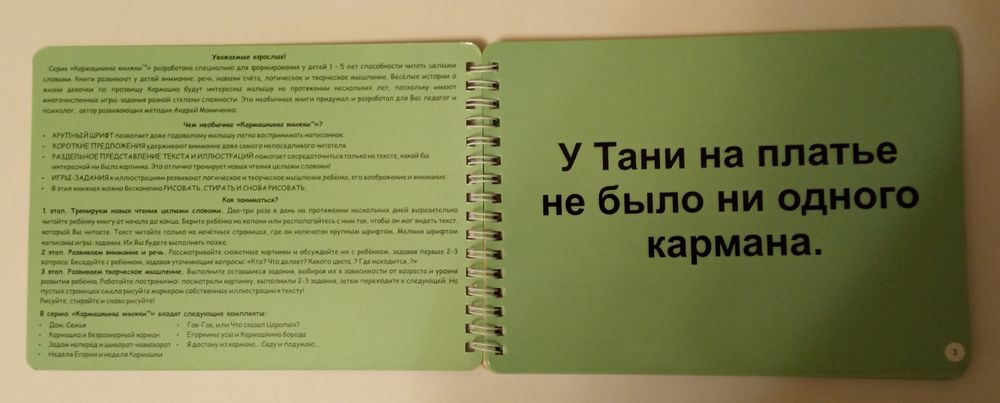 Уважаемые взрослые!
Серия «Кармашкины книжки™» разработана специально для формирования у детей 1 - 5 лет способности читать целыми
словами. Книги развивают у детей внимание, речь, навыки счёта, логическое и творческое мышление. Весёлые истории о
жизни девочки по прозвищу Кармашка будут интересны малышу на протяжении нескольких лет, поскольку имеют
многочисленные игры-задания разной степени сложности. Эти необычные книги придумал и разработал для Вас педагог и
психолог, автор развивающих методик Андрей Маниченко.
Чем необычны «Кармашкины книжки™»?
• КРУПНЫЙ ШРИФТ позволяет даже годовалому малышу легко воспринимать написанное.
• КОРОТКИЕ ПРЕДЛОЖЕНИЯ удерживают внимание даже самого непоседливого читателя.
• РАЗДЕЛЬНОЕ ПРЕДСТАВЛЕНИЕ ТЕКСТА И ИЛЛЮСТРАЦИЙ помогает сосредоточиться только на тексте, какой бы
интересной ни была картинка. Это отлично тренирует навык чтения целыми словами!
• ИГРЫ-ЗАДАНИЯ к иллюстрациям развивают логическое и творческое мышление ребёнка, его воображение и внимание.
• В этих книжках можно бесконечно РИСОВАТЬ, СТИРАТЬ И СНОВА РИСОВАТЬ.
Как заниматься?
1 этап. Тренируем навык чтения целыми словами. Два-три раза в день на протяжении нескольких дней выразительно
читайте ребёнку книгу от начала до конца. Берите ребёнка на колени или располагайтесь с ним так, чтобы он мог видеть текст,
который Вы читаете. Текст читайте только на нечётных страницах, где он напечатан крупным шрифтом. Мелким шрифтом
написаны игры-задания. Их Вы будете выполнять позже.
2 этап. Развиваем внимание и речь. Рассматривайте сюжетные картинки и обсуждайте их с ребёнком, задавая первые 2-3
вопроса. Беседуйте с ребёнком, задавая уточняющие вопросы: «Кто? Что делает? Какого цвета...? Где находится...?»
3 этап. Развиваем творческое мышление. Выполните оставшиеся задания, выбирая их в зависимости от возраста и уровня
развития ребёнка. Работайте постранично: посмотрели картинку, выполнили 2-3 задания, затем переходите к следующей. На
пустых страницах смело рисуйте маркером собственные иллюстрации к тексту!
Рисуйте, стирайте и снова рисуйте!
В серию «Кармашкины книжки™» входят следующие комплекты:
• Дом. Семья
• Кармашка и безразмерный карман
• Задом наперёд и шиворот-навыворот
• Неделя Егорки и неделя Кармашки
• Гав-Гав, или Что сказал Царапыч?
• Егоркины усы и Кармашкина борода
• Я достану из кармана... Сяду и подумаю...
У Тани на платье
не было ни одного
кармана.
3